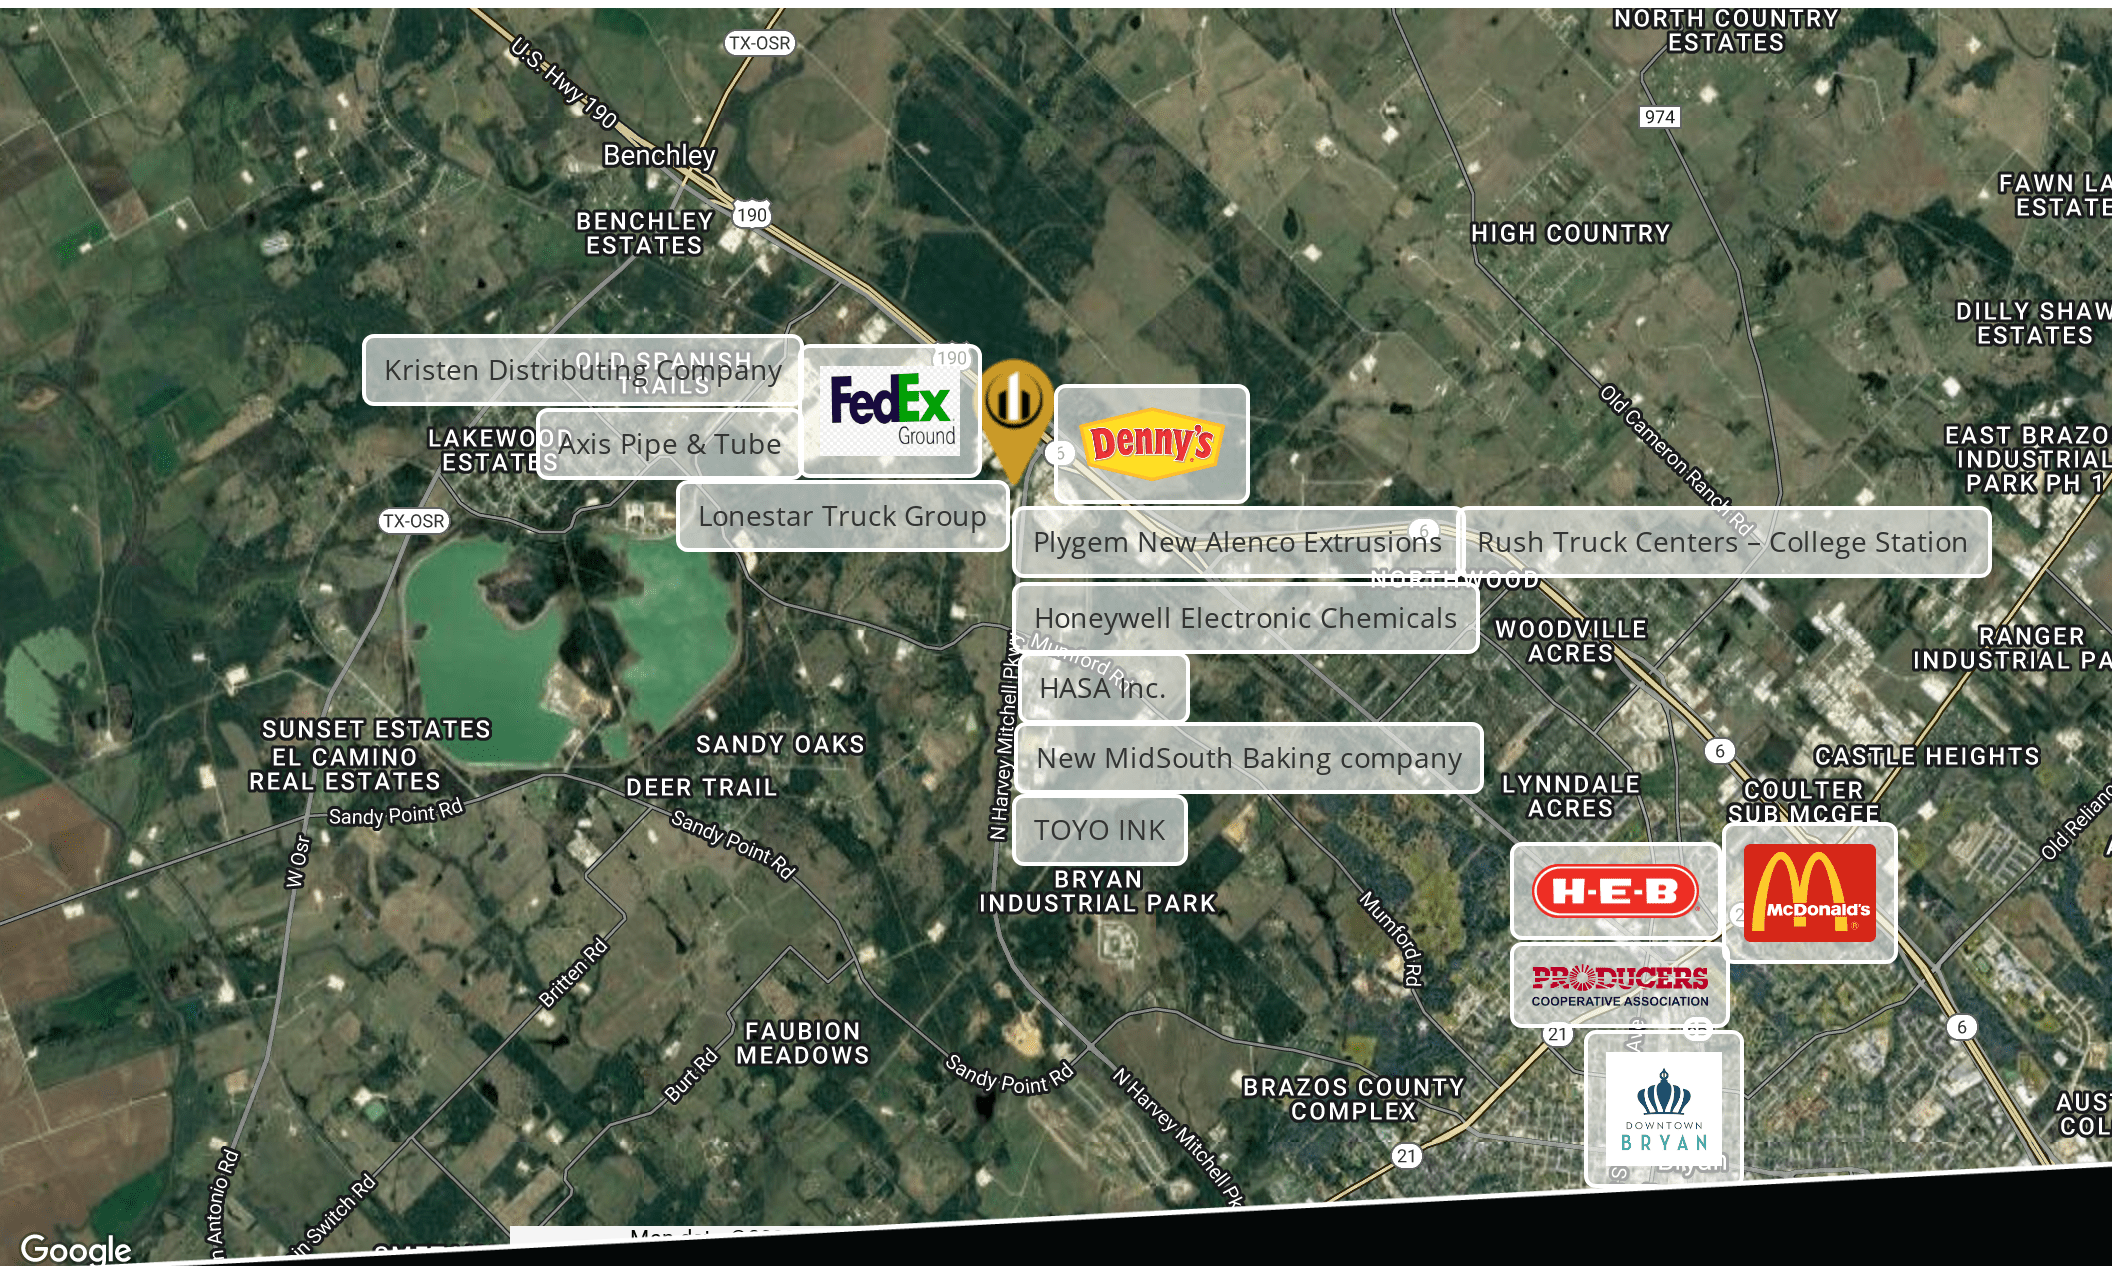 NORTH COUNTRY
ESTATES
TX-OSR
U.S. Hwy 190
974
Benchley
FAWN LA
ESTATE
190
BENCHLEY
ESTATES
HIGH COUNTRY
DILLY SHAW
ESTATES
190
OLD SPANISH
TRAILS
Kristen Distributing Company
FedEx
Ground
Old Cameron Ranch Rd
Denny's
LAKEWOOD
ESTATES
Axis Pipe & Tube
6
EAST BRAZO
INDUSTRIAL
PARK PH 1
TX-OSR
Lonestar Truck Group
6
Plygem New Alenco Extrusions
Rush Truck Centers – College Station
NORTHWOOD
Honeywell Electronic Chemicals
WOODVILLE
ACRES
RANGER
INDUSTRIAL PA
Mumford Rd
HASA Inc.
N Harvey Mitchell Pkwy
SUNSET ESTATES
EL CAMINO
REAL ESTATES
SANDY OAKS
New MidSouth Baking company
6
CASTLE HEIGHTS
DEER TRAIL
LYNNDALE
ACRES
COULTER
SUB MCGEE
Sandy Point Rd
Sandy Point Rd
TOYO INK
Old Relianc
W Osr
BRYAN
INDUSTRIAL PARK
H-E-B
McDonald's
®
2
Mumford Rd
Britten Rd
PRODUCERS
COOPERATIVE ASSOCIATION
FAUBION
MEADOWS
21
Ave
6
Burt Rd
Sandy Point Rd
N Harvey Mitchell Pk
BRAZOS COUNTY
COMPLEX
DOWNTOWN
BRYAN
Bryan
S
AUS
COL
21
n Antonio Rd
in Switch Rd
Google